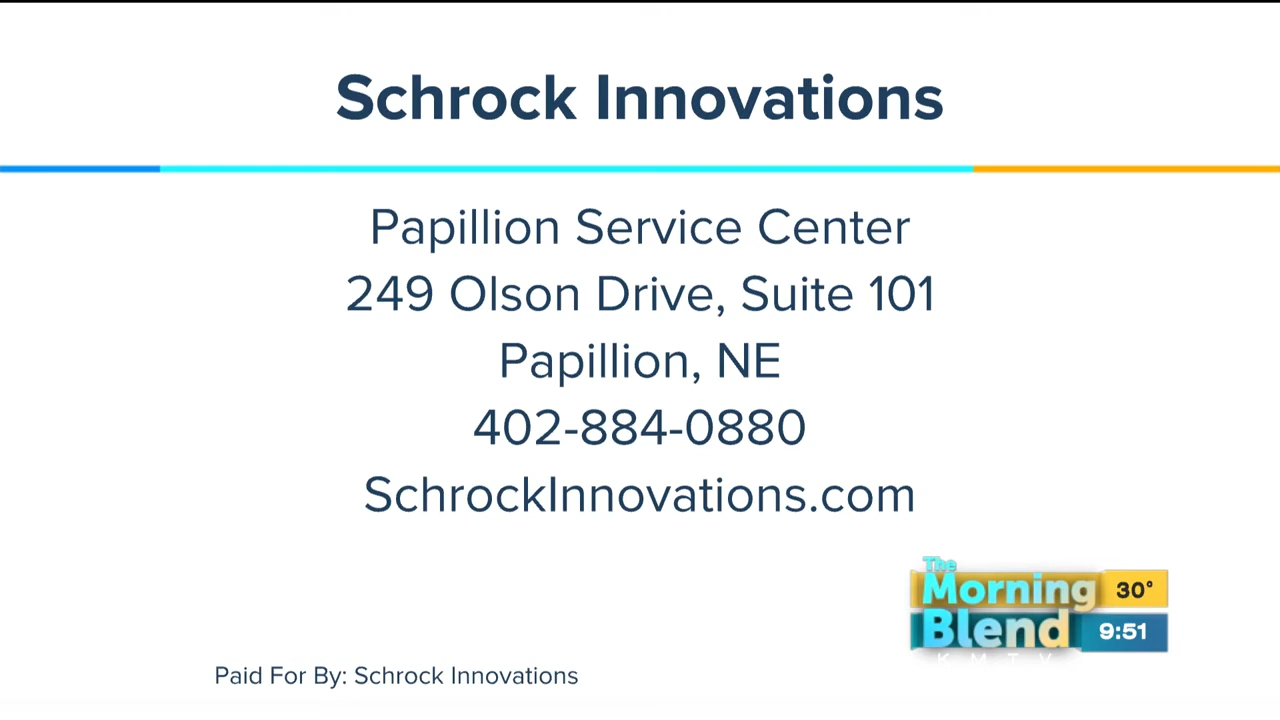 Schrock Innovations
Papillion Service Center
249 Olson Drive, Suite 101
Papillion, NE
402-884-0880
SchrockInnovations.com
The
Morning 30°
Blend 9:51
KMTV
Paid For By: Schrock Innovations